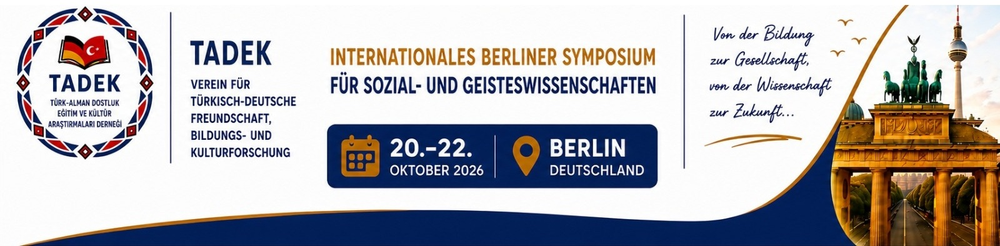 TADEK
TÜRK-ALMAN DOSTLUK
EĞİTİM VE KÜLTÜR
ARAŞTIRMALARI DERNEĞİ
TADEK
VEREIN FÜR
TÜRKISCH-DEUTSCHE
FREUNDSCHAFT,
BILDUNGS- UND
KULTURFORSCHUNG
INTERNATIONALES BERLINER SYMPOSIUM
FÜR SOZIAL- UND GEISTESWISSENSCHAFTEN
20.–22.
OKTOBER 2026
BERLIN
DEUTSCHLAND
Von der Bildung
zur Gesellschaft,
von der Wissenschaft
zur Zukunft...